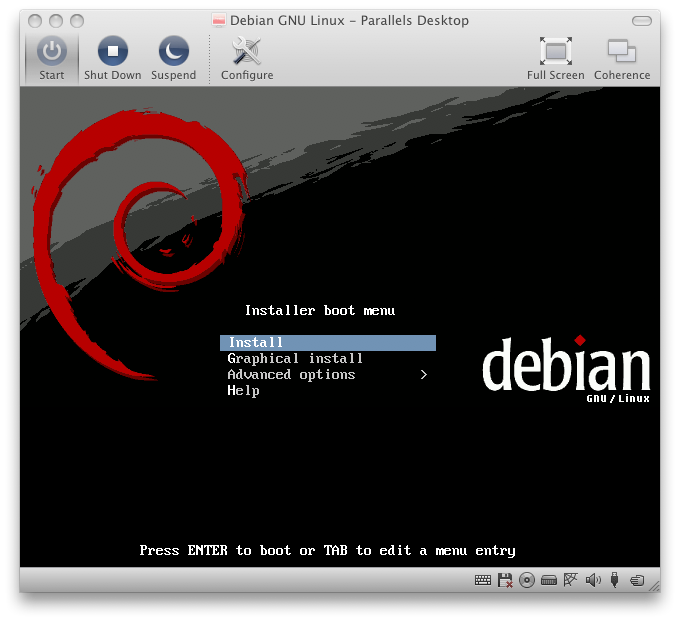 Debian GNU Linux – Parallels Desktop
Start
Shut Down
Suspend
Configure
Full Screen
Coherence
Installer boot menu
Install
Graphical install
Advanced options >
Help
debian
GNU/Linux
Press ENTER to boot or TAB to edit a menu entry